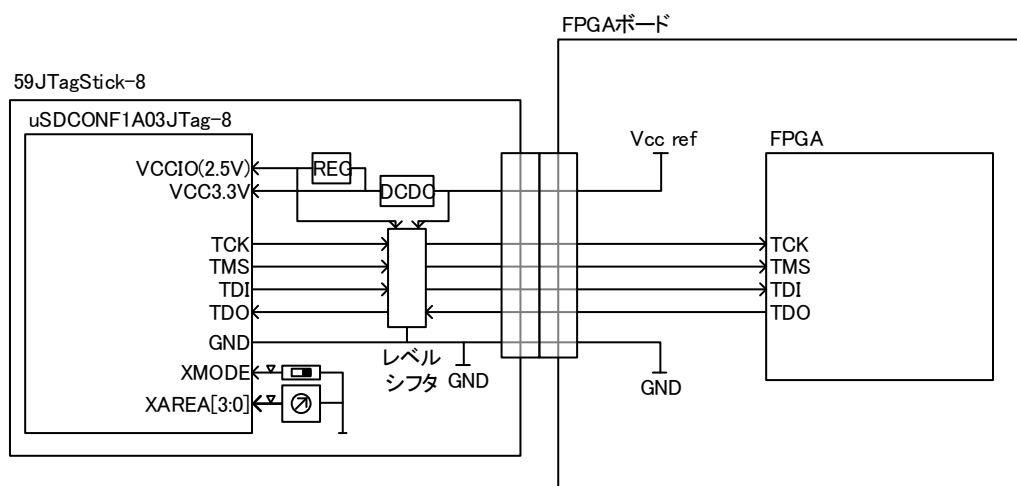 FPGAボード
59JTagStick-8
uSDCONF1A03JTag-8
Vcc ref
FPGA
VCCIO(2.5V)
REG
VCC3.3V
DCDC
TCK
TCK
TMS
TMS
TDI
TDI
TDO
TDO
GND
レベル
シフタ
GND
GND
XMODE
XAREA[3:0]